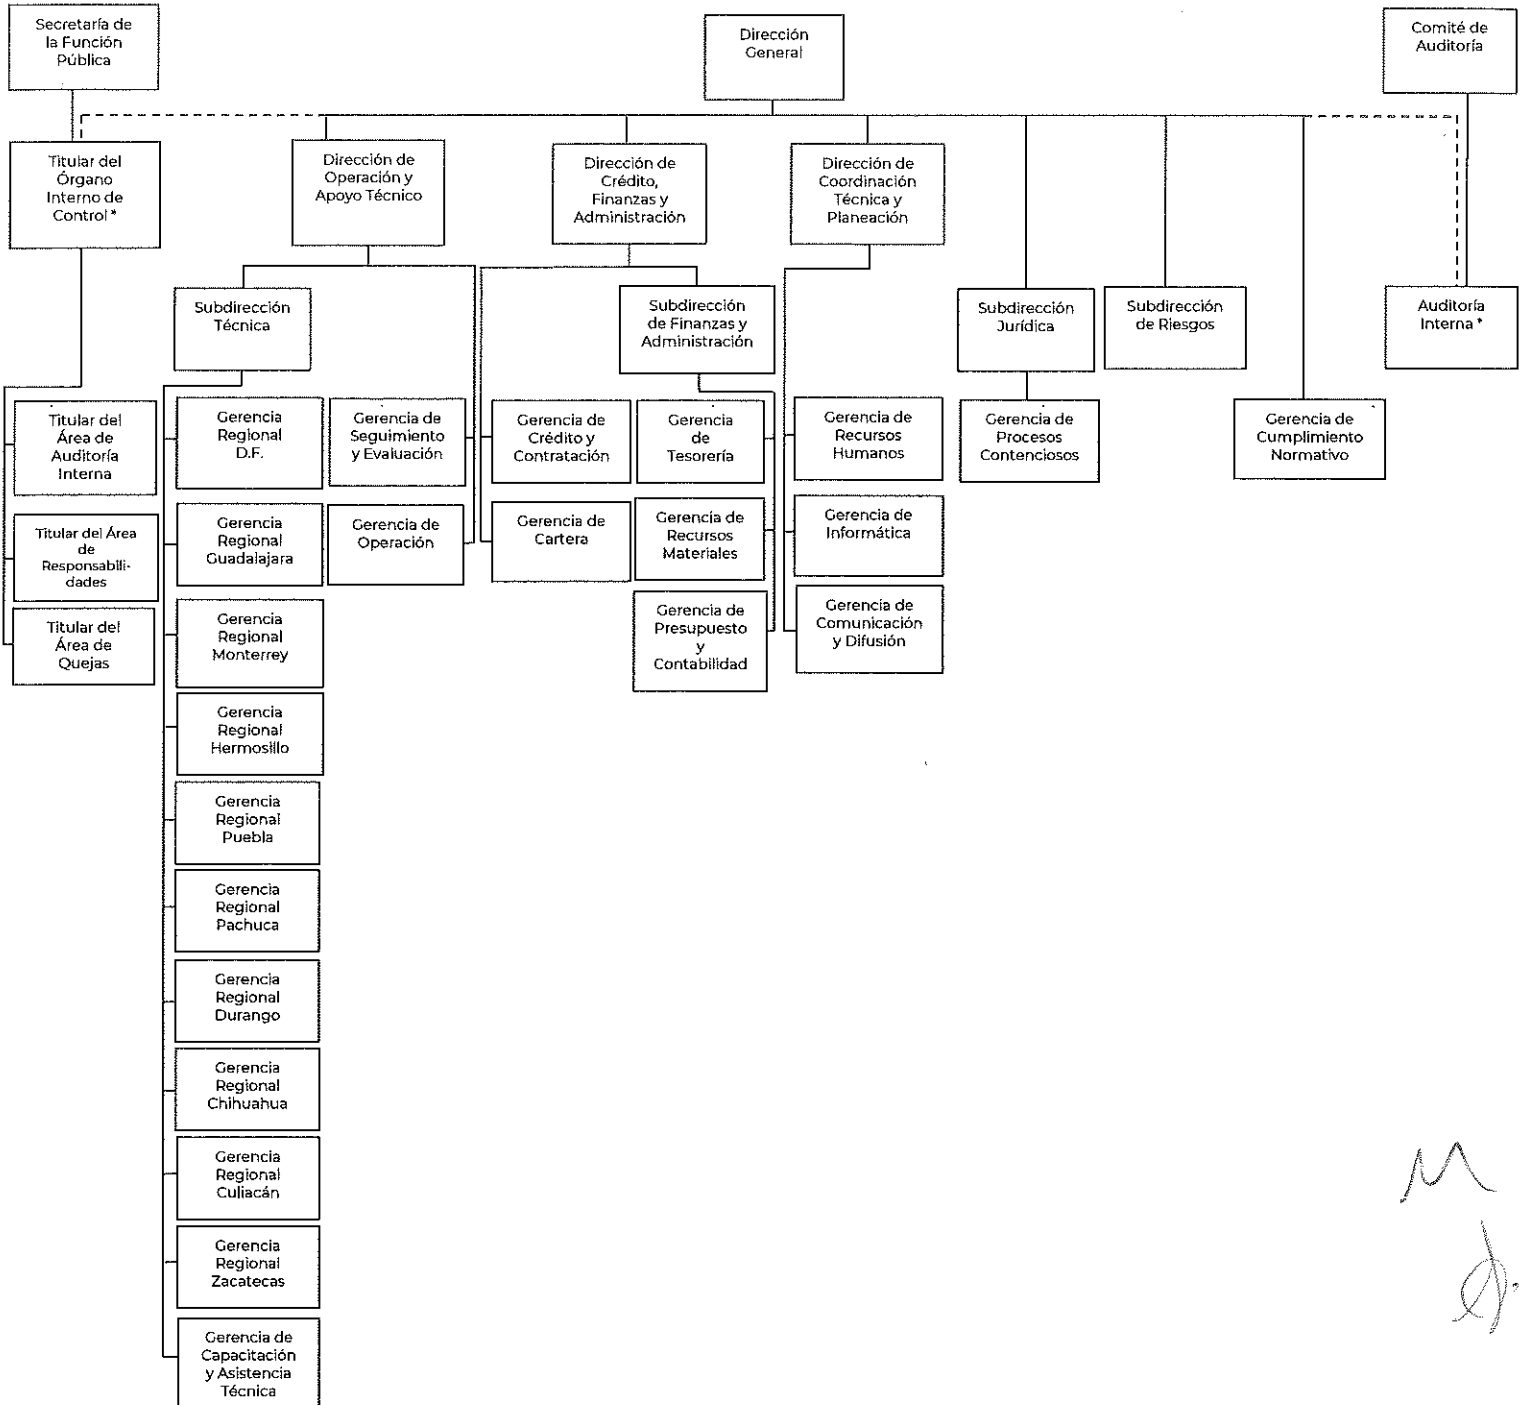 Secretaría de
la Función
Pública
Dirección
General
Comité de
Auditoría
Titular del
Órgano
Interno de
Control*
Dirección de
Operación y
Apoyo Técnico
Dirección de
Crédito,
Finanzas y
Administración
Dirección de
Coordinación
Técnica y
Planeación
Subdirección
Técnica
Subdirección
de Finanzas y
Administración
Subdirección
Jurídica
Subdirección
de Riesgos
Auditoría
Interna*
Titular del
Área de
Auditoría
Interna
Gerencia
Regional
D.F.
Gerencia de
Seguimiento
y Evaluación
Gerencia de
Crédito y
Contratación
Gerencia
de
Tesorería
Gerencia de
Recursos
Humanos
Gerencia de
Procesos
Contenciosos
Gerencia de
Cumplimiento
Normativo
Titular del Área
de
Responsabili-
dades
Gerencia
Regional
Guadalajara
Gerencia de
Operación
Gerencia de
Cartera
Gerencia de
Recursos
Materiales
Gerencia de
Informática
Titular del
Área de
Quejas
Gerencia
Regional
Monterrey
Gerencia de
Presupuesto
y
Contabilidad
Gerencia de
Comunicación
y Difusión
Gerencia
Regional
Hermosillo
Gerencia
Regional
Puebla
Gerencia
Regional
Pachuca
Gerencia
Regional
Durango
Gerencia
Regional
Chihuahua
Gerencia
Regional
Culiacán
Gerencia
Regional
Zacatecas
Gerencia de
Capacitación
y Asistencia
Técnica